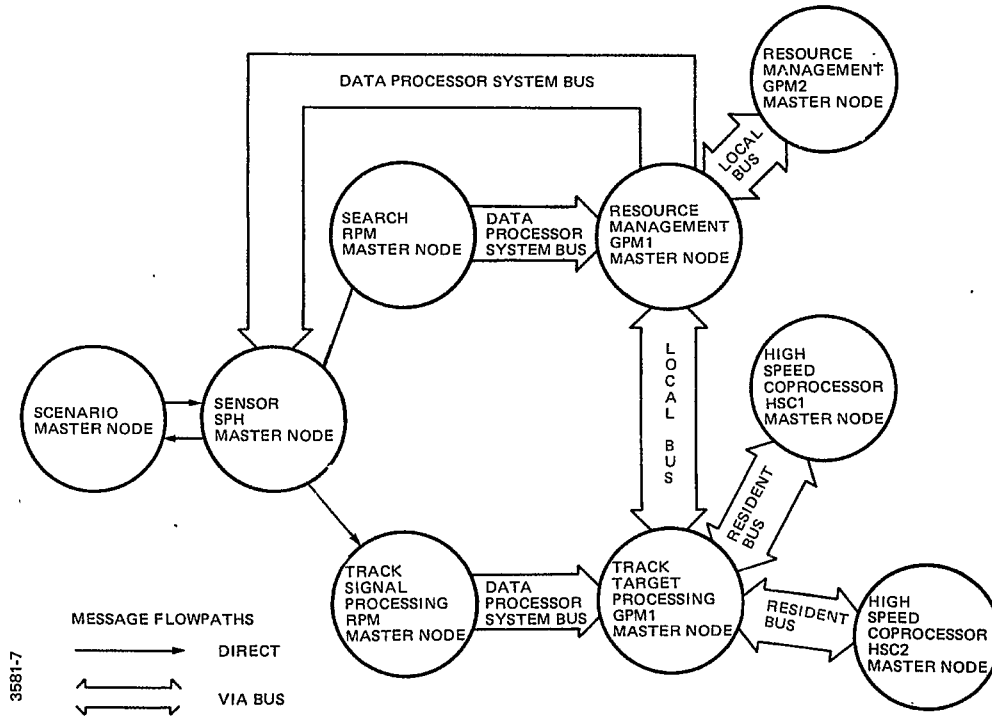 DATA PROCESSOR SYSTEM BUS
RESOURCE
MANAGEMENT
GPM2
MASTER NODE
LOCAL
BUS
SEARCH
RPM
MASTER NODE
DATA
PROCESSOR
SYSTEM BUS
RESOURCE
MANAGEMENT
GPM1
MASTER NODE
SCENARIO
MASTER NODE
SENSOR
SPH
MASTER NODE
LOCAL BUS
HIGH
SPEED
COPROCESSOR
HSC1
MASTER NODE
RESIDENT
BUS
TRACK
SIGNAL
PROCESSING
RPM
MASTER NODE
DATA
PROCESSOR
SYSTEM BUS
TRACK
TARGET
PROCESSING
GPM1
MASTER NODE
RESIDENT
BUS
HIGH
SPEED
COPROCESSOR
HSC2
MASTER NODE
MESSAGE FLOWPATHS
DIRECT
VIA BUS
3581-7